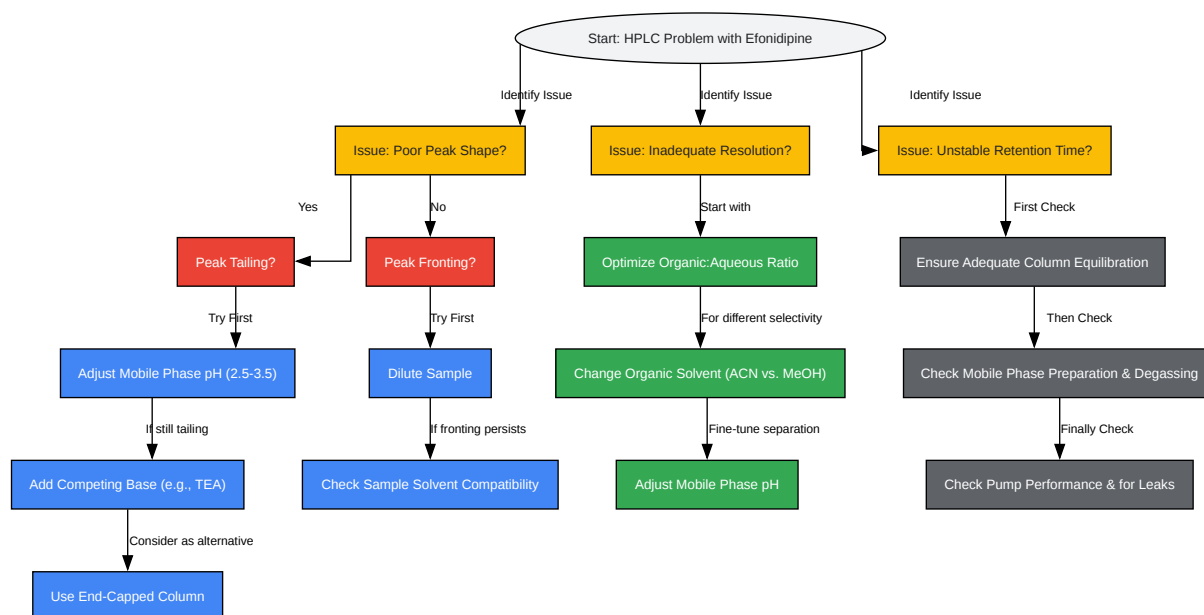 Start: HPLC Problem with Efonidipine
Identify Issue
Identify Issue
Identify Issue
Issue: Poor Peak Shape?
Issue: Inadequate Resolution?
Issue: Unstable Retention Time?
Yes
No
Start with
First Check
Peak Tailing?
Peak Fronting?
Optimize Organic:Aqueous Ratio
Ensure Adequate Column Equilibration
Try First
Try First
For different selectivity
Then Check
Adjust Mobile Phase pH (2.5-3.5)
Dilute Sample
Change Organic Solvent (ACN vs. MeOH)
Check Mobile Phase Preparation & Degassing
If still tailing
If fronting persists
Fine-tune separation
Finally Check
Add Competing Base (e.g., TEA)
Check Sample Solvent Compatibility
Adjust Mobile Phase pH
Check Pump Performance & for Leaks
Consider as alternative
Use End-Capped Column